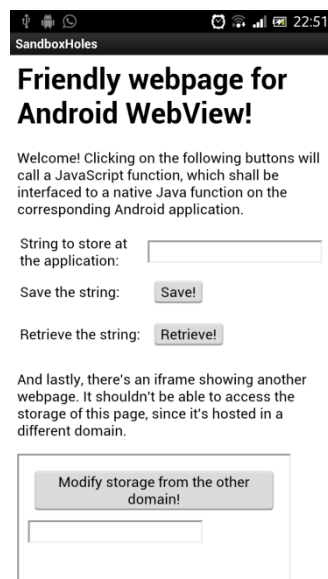 22:51
SandboxHoles
Friendly webpage for
Android WebView!
Welcome! Clicking on the following buttons will
call a JavaScript function, which shall be
interfaced to a native Java function on the
corresponding Android application.
String to store at
the application:
Save the string:
Save!
Retrieve the string:
Retrieve!
And lastly, there's an iframe showing another
webpage. It shouldn't be able to access the
storage of this page, since it's hosted in a
different domain.
Modify storage from the other
domain!